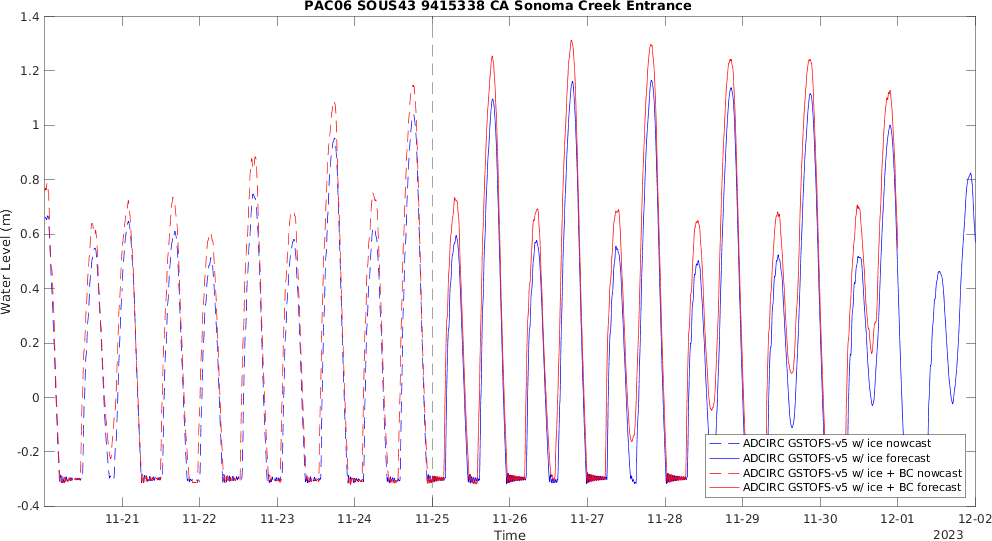 PAC06 SOUS43 9415338 CA Sonoma Creek Entrance
1.4
1.2
1
0.8
0.6
0.4
0.2
0
-0.2
-0.4
Water Level (m)
ADCIRC GSTOFS-v5 w/ ice nowcast
ADCIRC GSTOFS-v5 w/ ice forecast
ADCIRC GSTOFS-v5 w/ ice + BC nowcast
ADCIRC GSTOFS-v5 w/ ice + BC forecast
11-21 11-22 11-23 11-24 11-25 11-26 11-27 11-28 11-29 11-30 12-01 12-02
Time
2023